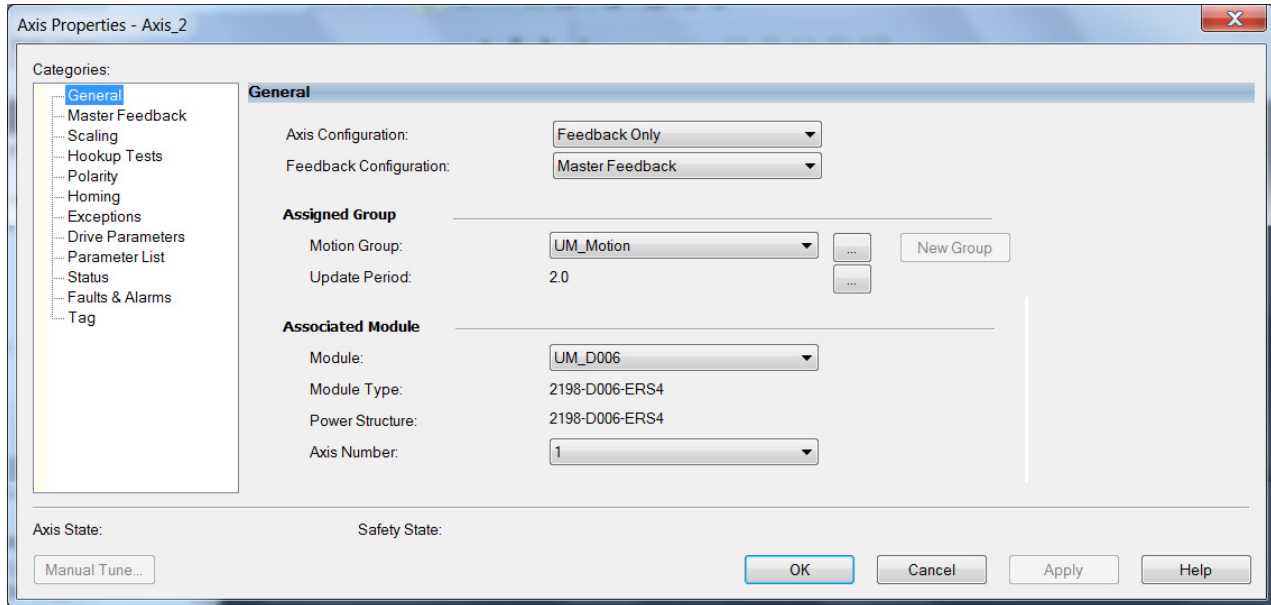 Axis Properties - Axis_2
X
Categories:
General
Master Feedback
Scaling
Hookup Tests
Polarity
Homing
Exceptions
Drive Parameters
Parameter List
Status
Faults & Alarms
Tag
General
Axis Configuration: Feedback Only
Feedback Configuration: Master Feedback
Assigned Group
Motion Group: UM_Motion ... New Group
Update Period: 2.0 ...
Associated Module
Module: UM_D006
Module Type: 2198-D006-ERS4
Power Structure: 2198-D006-ERS4
Axis Number: 1
Axis State: Safety State:
Manual Tune... OK Cancel Apply Help